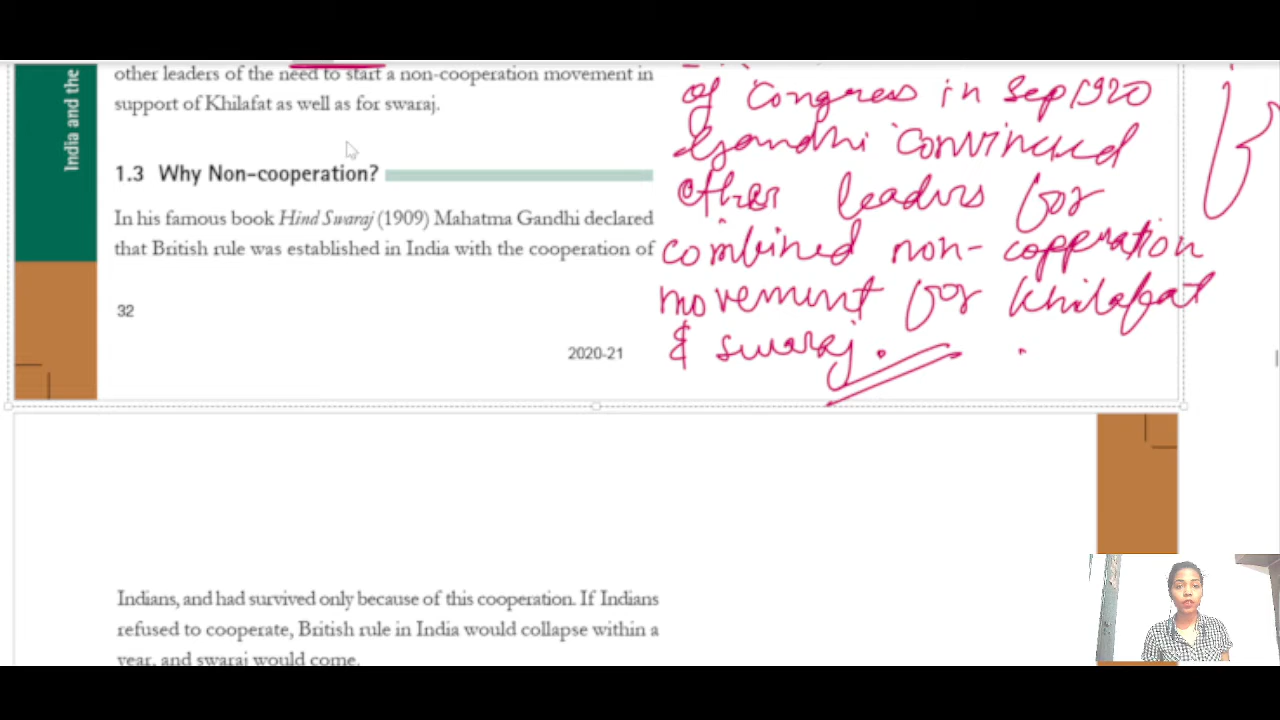 India and the
other leaders of the need to start a non-cooperation movement in
support of Khilafat as well as for swaraj.
1.3 Why Non-cooperation?
In his famous book Hind Swaraj (1909) Mahatma Gandhi declared
that British rule was established in India with the cooperation of
32
2020-21
of Congress in Sep 1920
Gandhi convinced
other leaders for
combined non-copperation
movement for Khilafat
& swaraj.
Indians, and had survived only because of this cooperation. If Indians
refused to cooperate, British rule in India would collapse within a
year, and swaraj would come.